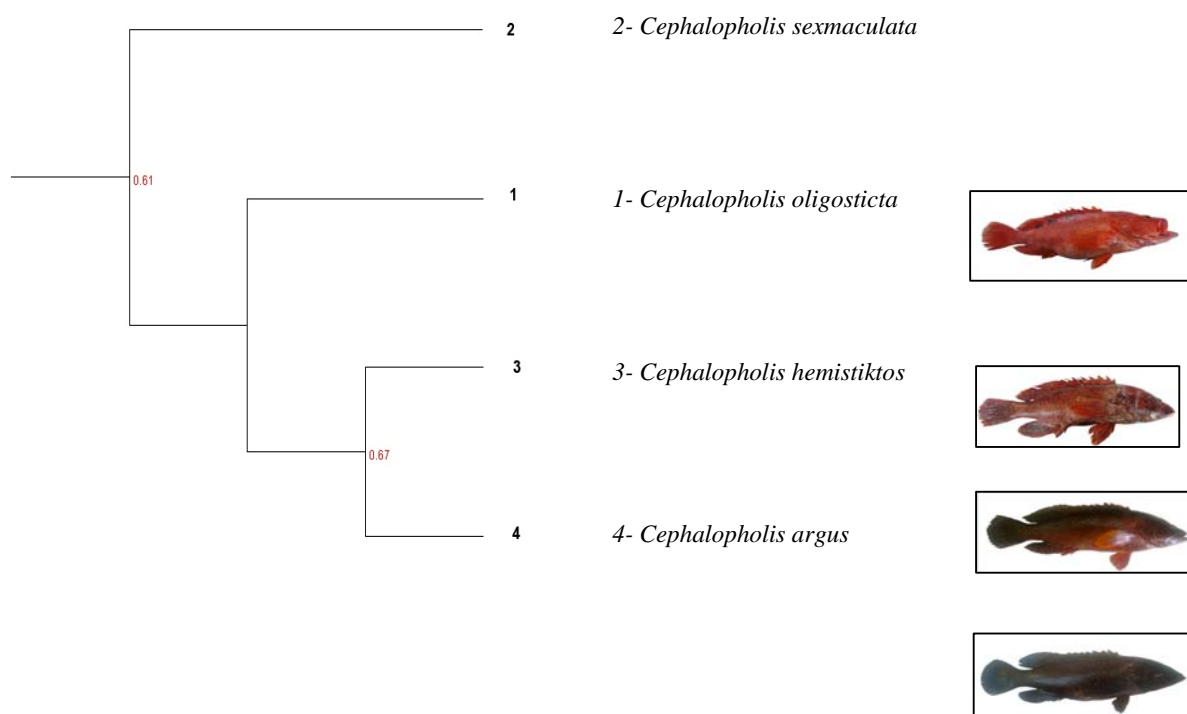 2 2- Cephalopholis sexmaculata
0.61
1 1- Cephalopholis oligosticta
3 3- Cephalopholis hemistiktos
0.67
4 4- Cephalopholis argus